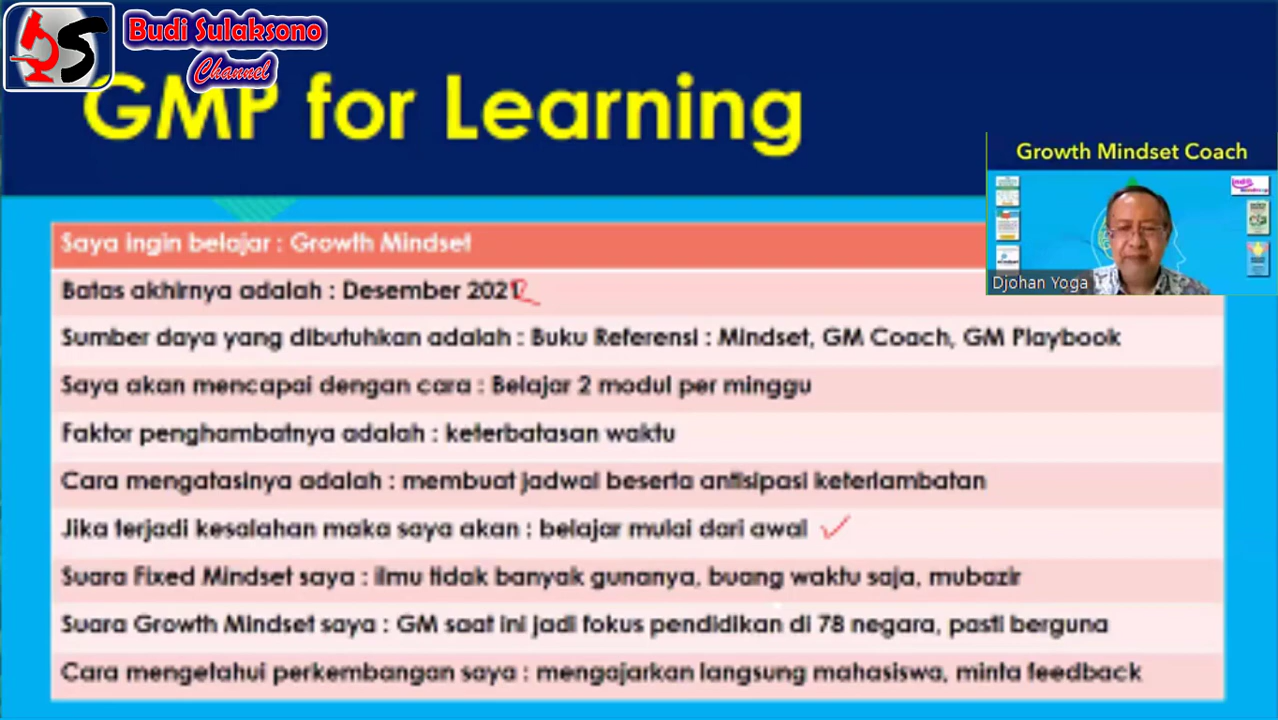 Budi Sulaksono
Channel
GMP for Learning
Growth Mindset Coach
Djohan Yoga
Saya ingin belajar : Growth Mindset
Batas akhirnya adalah : Desember 2021
Sumber daya yang dibutuhkan adalah : Buku Referensi : Mindset, GM Coach, GM Playbook
Saya akan mencapai dengan cara : Belajar 2 modul per minggu
Faktor penghambatnya adalah : keterbatasan waktu
Cara mengatasinya adalah : membuat jadwal beserta antisipasi keterlambatan
Jika terjadi kesalahan maka saya akan : belajar mulai dari awal
Suara Fixed Mindset saya : ilmu tidak banyak gunanya, buang waktu saja, mubazir
Suara Growth Mindset saya : GM saat ini jadi fokus pendidikan di 78 negara, pasti berguna
Cara mengetahui perkembangan saya : mengajarkan langsung mahasiswa, minta feedback